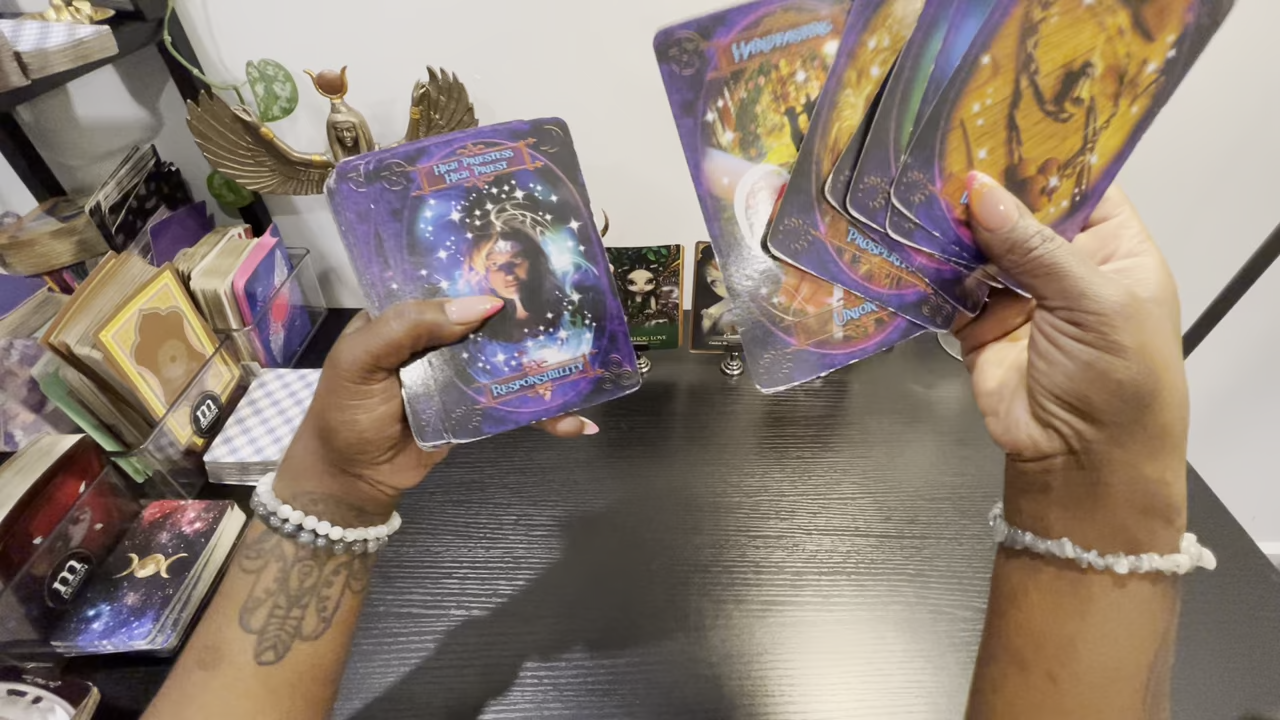 HIGH PRIESTESS
HIGH PRIEST
RESPONSIBILITY
HANDFASTING
UNION
PROSPERITY
m
m